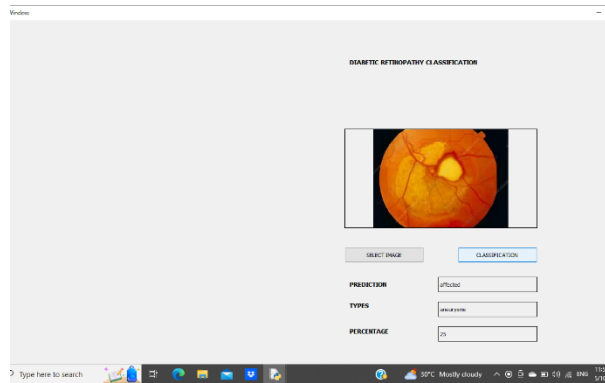 Window
DIABETIC RETINOPATHY CLASSIFICATION
SELECT IMAGE
CLASSIFICATION
PREDICTION
affected
TYPES
aneurysms
PERCENTAGE
25
Type here to search
30°C Mostly cloudy
ENG